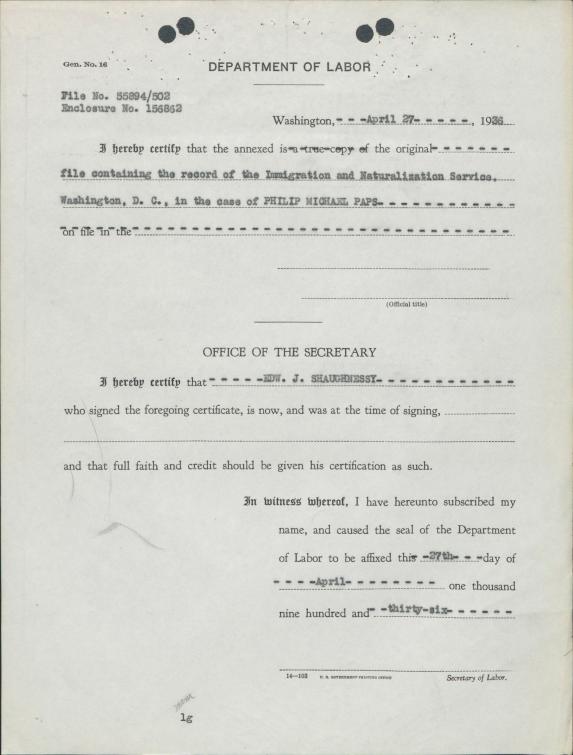 Gen. No. 16
DEPARTMENT OF LABOR
File No. 55894/502
Enclosure No. 156862
Washington, - - -April 27- - - - -, 1936
I hereby certify that the annexed is a true copy of the original- - - - - -
file containing the record of the Immigration and Naturalization Service,
Washington, D. C., in the case of PHILIP MICHAEL PAPS- - - - - - - - - - -
on file in the - - - - - - - - - - - - - - - - - - - - - - - - - - - -
(Official title)
OFFICE OF THE SECRETARY
I hereby certify that - - - - -EDW. J. SHAUGHNESSY- - - - - - - - - - -
who signed the foregoing certificate, is now, and was at the time of signing,
and that full faith and credit should be given his certification as such.
In witness whereof, I have hereunto subscribed my
name, and caused the seal of the Department
of Labor to be affixed this -27th- - -day of
- - - -April- - - - - - - - one thousand
nine hundred and- -thirty-six- - - - - -
14—103 U. S. GOVERNMENT PRINTING OFFICE Secretary of Labor.
lg